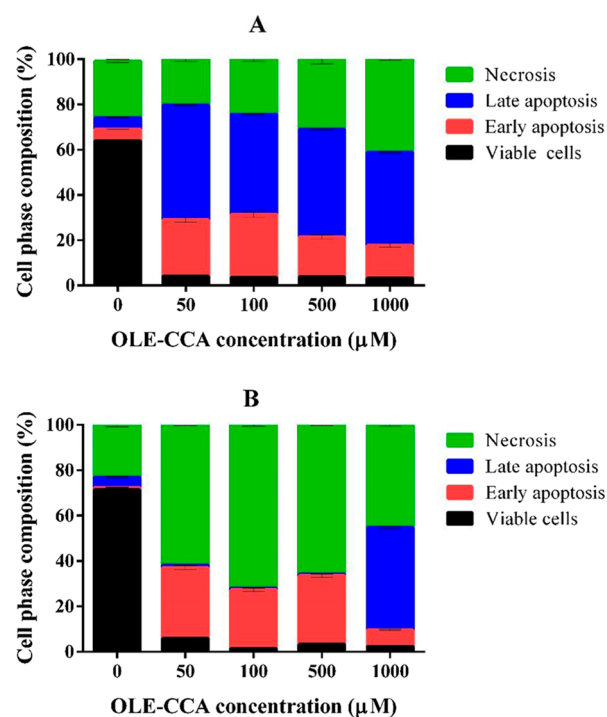 A
Cell phase composition (%)
100
80
60
40
20
0
0 50 100 500 1000
OLE-CCA concentration (μM)
Necrosis
Late apoptosis
Early apoptosis
Viable cells
B
Cell phase composition (%)
100
80
60
40
20
0
0 50 100 500 1000
OLE-CCA concentration (μM)
Necrosis
Late apoptosis
Early apoptosis
Viable cells